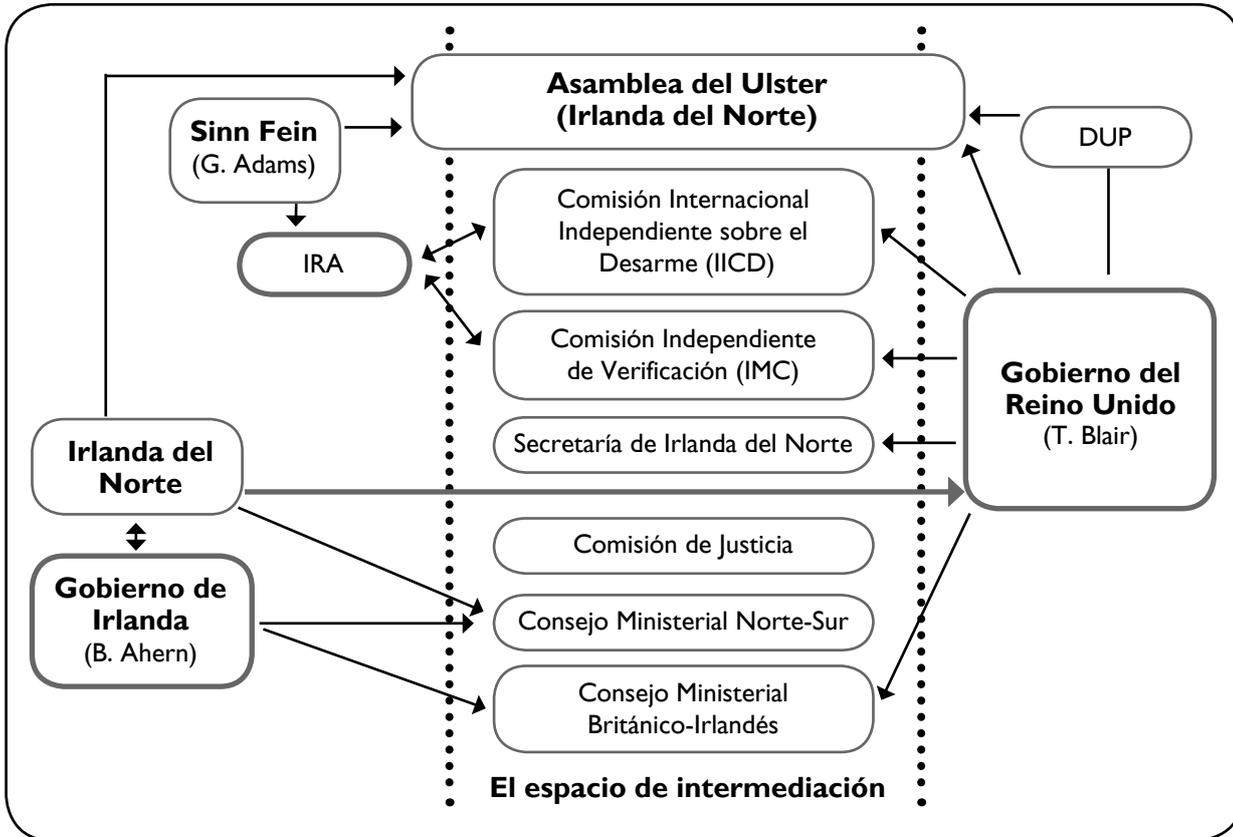 Asamblea del Ulster
(Irlanda del Norte)
Sinn Fein
(G. Adams)
DUP
IRA
Comisión Internacional
Independiente sobre el
Desarme (IICD)
Comisión Independiente
de Verificación (IMC)
Gobierno del
Reino Unido
(T. Blair)
Secretaría de Irlanda del Norte
Irlanda del
Norte
Comisión de Justicia
Gobierno de
Irlanda
(B. Ahern)
Consejo Ministerial Norte-Sur
Consejo Ministerial
Británico-Irlandés
El espacio de intermediación